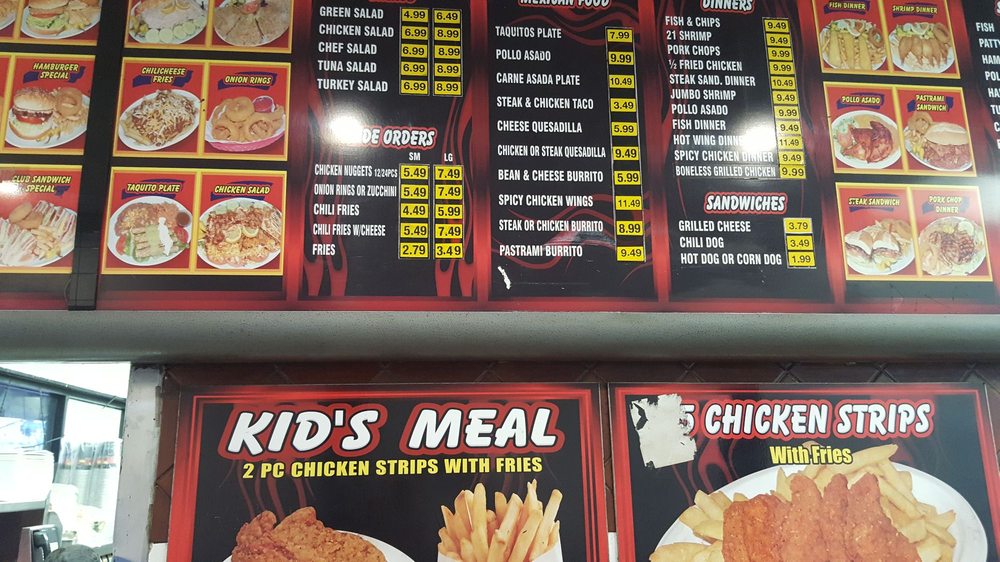 HAMBURGER SPECIAL
CLUB SANDWICH SPECIAL
CHILICHEESE FRIES
ONION RINGS
TAQUITO PLATE
CHICKEN SALAD
GREEN SALAD 4.99 6.49
CHICKEN SALAD 6.99 8.99
CHEF SALAD 6.99 8.99
TUNA SALAD 6.99 8.99
TURKEY SALAD 6.99 8.99
ORDERS
SM LG
CHICKEN NUGGETS 12/24PCS 5.49 7.49
ONION RINGS OR ZUCCHINI 5.49 7.49
CHILI FRIES 4.49 5.99
CHILI FRIES W/CHEESE 5.49 7.49
FRIES 2.79 3.49
MEXICAN FOOD
TAQUITOS PLATE 7.99
POLLO ASADO 9.99
CARNE ASADA PLATE 10.49
STEAK & CHICKEN TACO 3.49
CHEESE QUESADILLA 5.99
CHICKEN OR STEAK QUESADILLA 9.49
BEAN & CHEESE BURRITO 5.99
SPICY CHICKEN WINGS 11.49
STEAK OR CHICKEN BURRITO 8.99
PASTRAMI BURRITO 9.49
DINNERS
FISH & CHIPS 9.49
21 SHRIMP 9.49
PORK CHOPS 9.49
½ FRIED CHICKEN 9.99
STEAK SAND. DINNER 10.49
JUMBO SHRIMP 9.49
POLLO ASADO 9.99
FISH DINNER 9.49
HOT WING DINNER 11.49
SPICY CHICKEN DINNER 9.49
BONELESS GRILLED CHICKEN 9.99
SANDWICHES
GRILLED CHEESE 3.79
CHILI DOG 3.49
HOT DOG OR CORN DOG 1.99
FISH DINNER
SHRIMP DINNER
POLLO ASADO
PASTRAMI SANDWICH
STEAK SANDWICH
PORK CHOP DINNER
KID'S MEAL
2 PC CHICKEN STRIPS WITH FRIES
5 CHICKEN STRIPS
With Fries